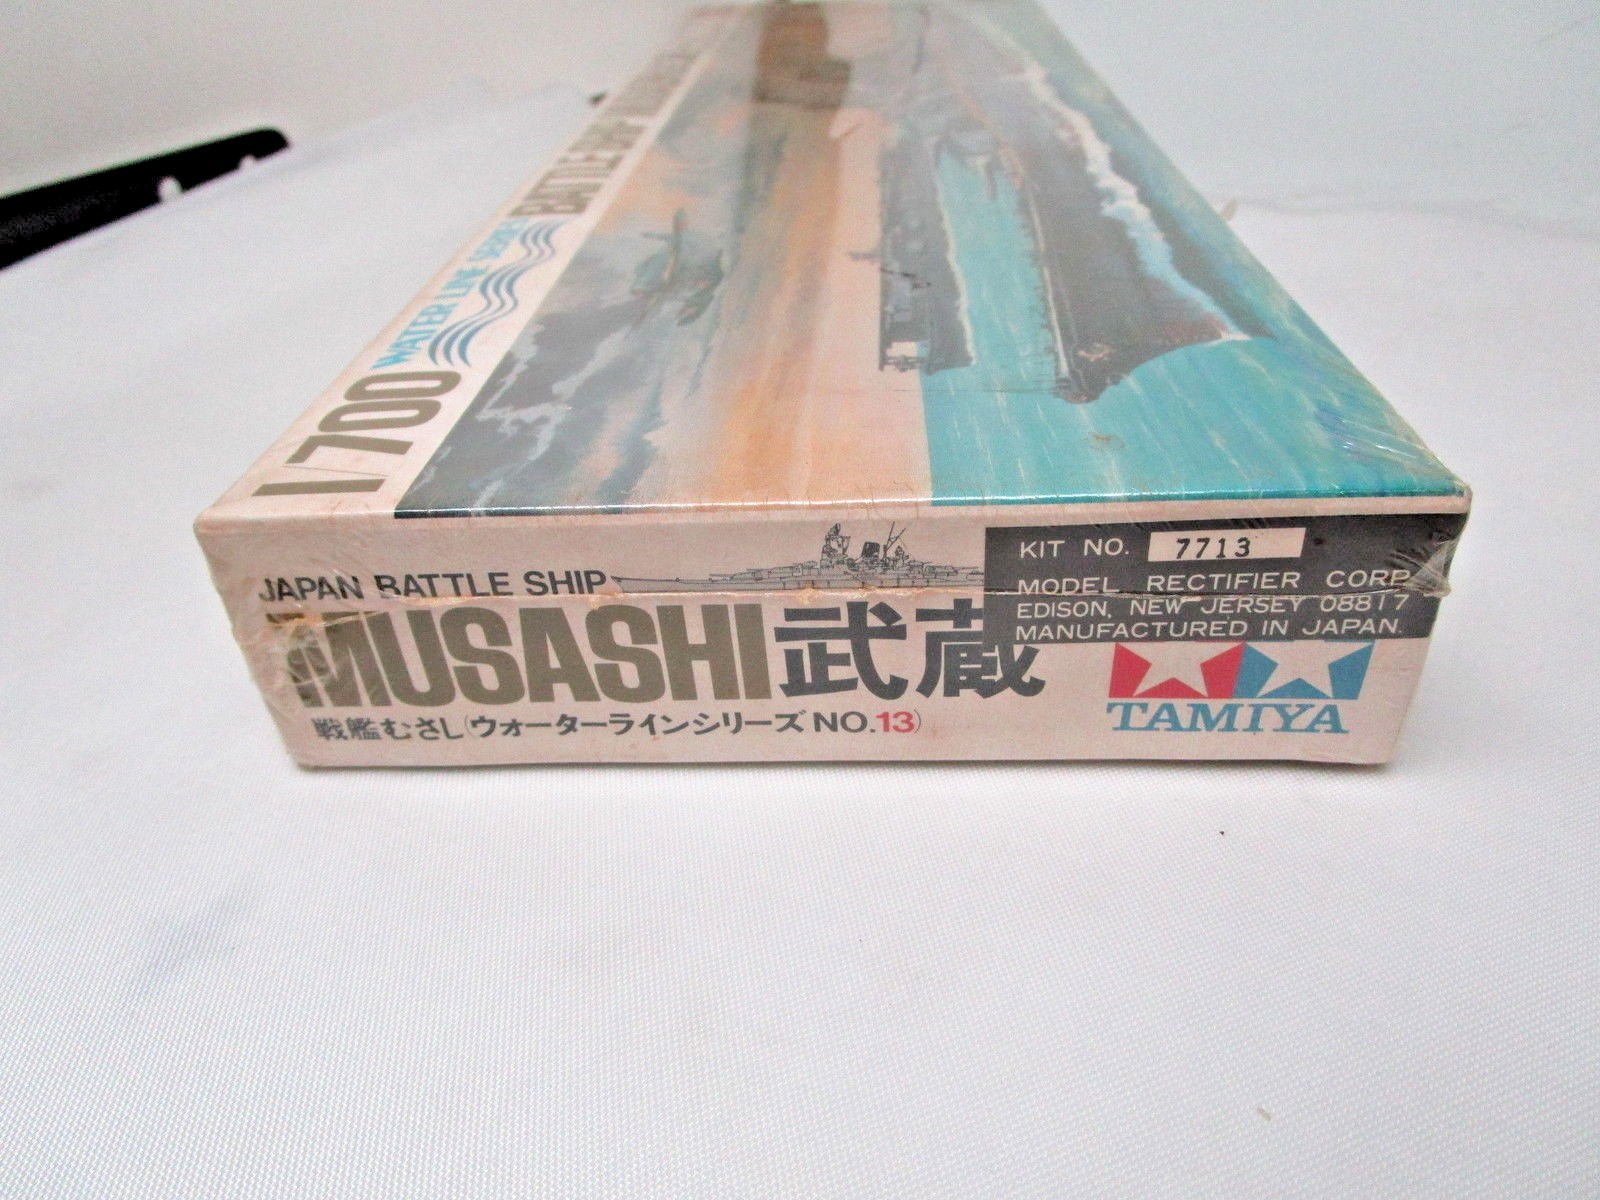 1/700
WATER LINE SERIES
BATTLE SHIP
JAPAN BATTLE SHIP
MUSASHI武蔵
戦艦むさし(ウォーターラインシリーズNO.13)
KIT NO. 7713
MODEL RECTIFIER CORP
EDISON, NEW JERSEY 08817
MANUFACTURED IN JAPAN.
TAMIYA